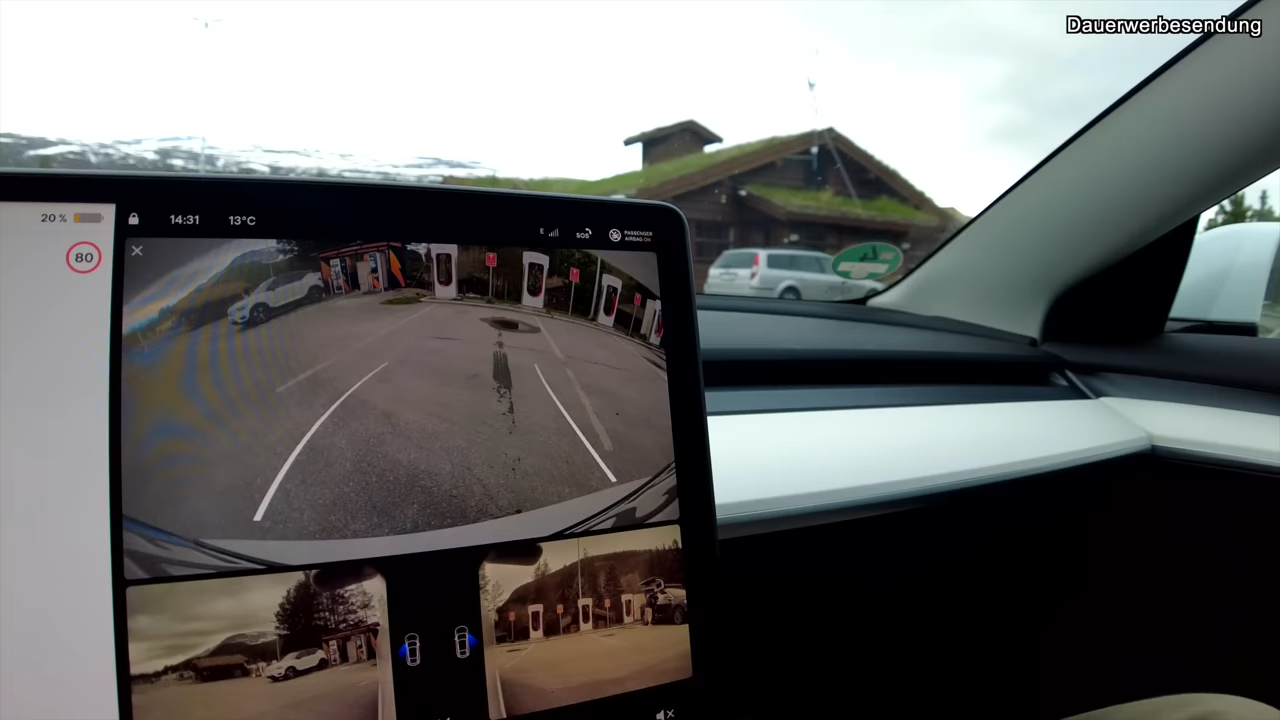 Dauerwerbesendung
20 %
14:31
13°C
E
SOS
PASSENGER
AIRBAG ON
80